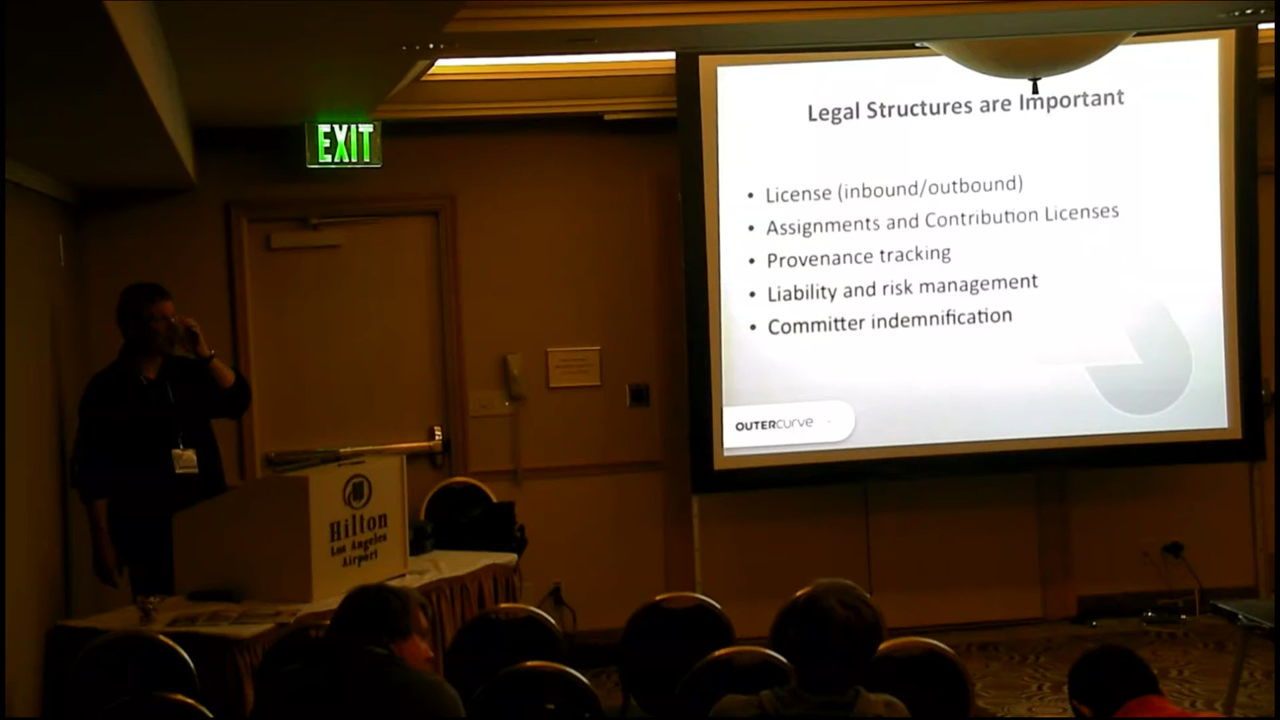 EXIT
Legal Structures are Important
• License (inbound/outbound)
• Assignments and Contribution Licenses
• Provenance tracking
• Liability and risk management
• Committer indemnification
OUTERcurve
Hilton
Los Angeles
Airport